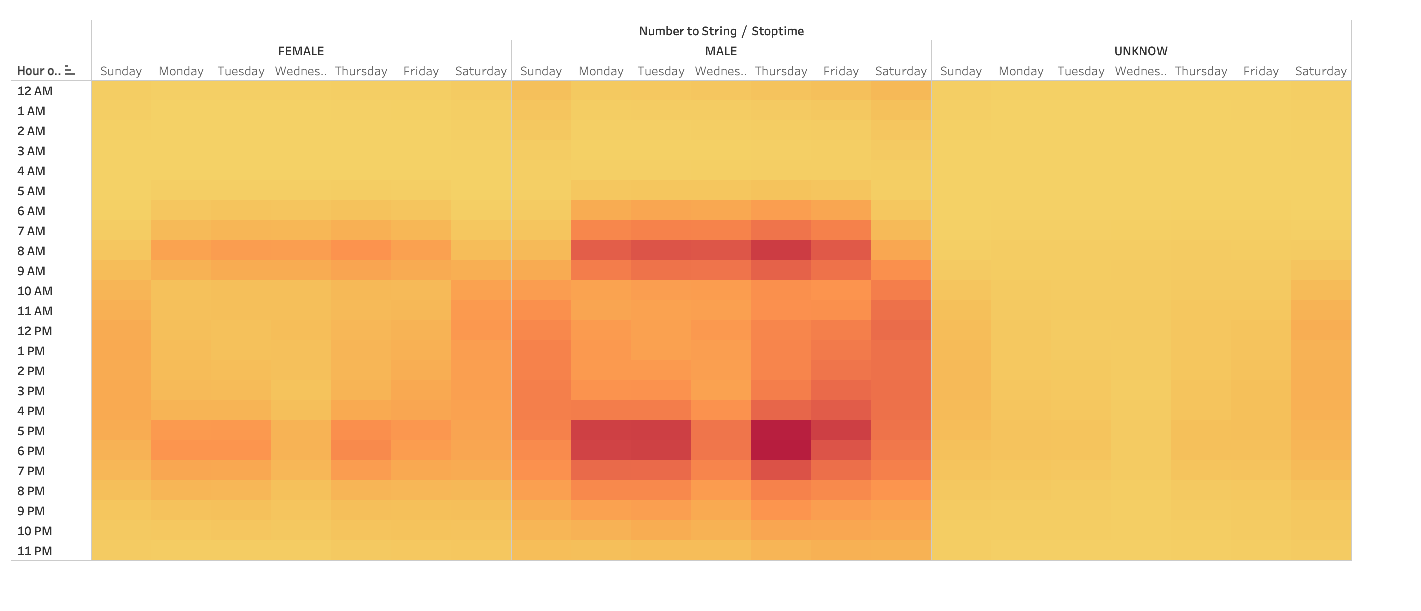 Number to String / Stoptime
FEMALE MALE UNKNOW
Hour o.. Sunday Monday Tuesday Wednes.. Thursday Friday Saturday Sunday Monday Tuesday Wednes.. Thursday Friday Saturday Sunday Monday Tuesday Wednes.. Thursday Friday Saturday
12 AM
1 AM
2 AM
3 AM
4 AM
5 AM
6 AM
7 AM
8 AM
9 AM
10 AM
11 AM
12 PM
1 PM
2 PM
3 PM
4 PM
5 PM
6 PM
7 PM
8 PM
9 PM
10 PM
11 PM